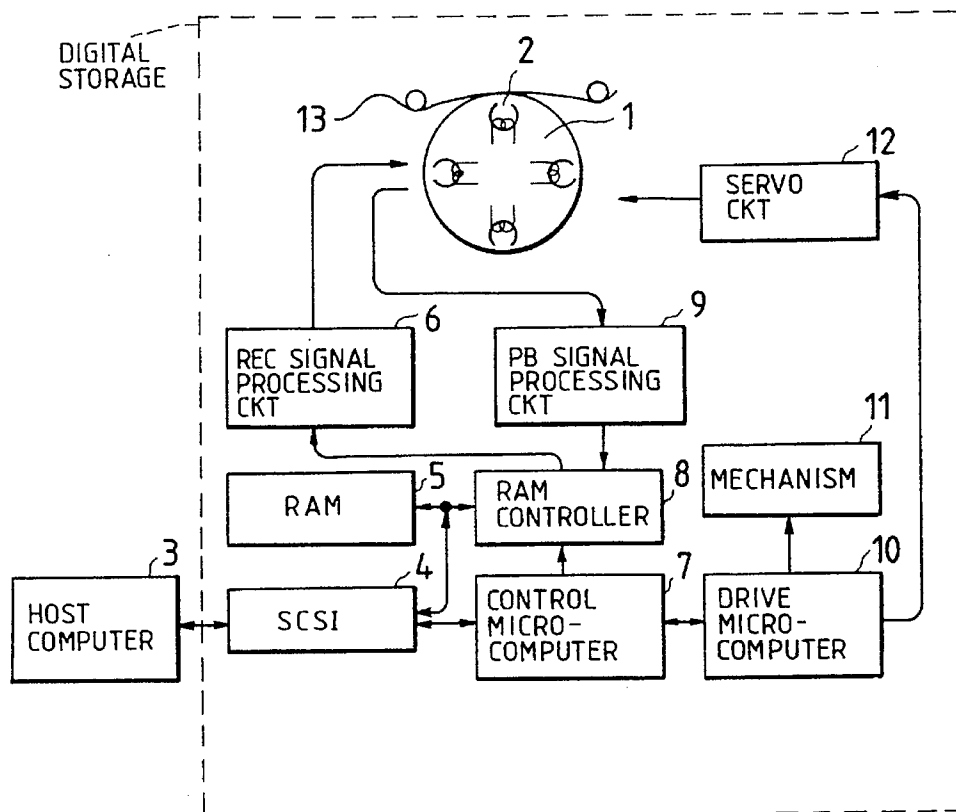 DIGITAL
STORAGE
2
13
1
12
SERVO
CKT
6
REC SIGNAL
PROCESSING
CKT
9
PB SIGNAL
PROCESSING
CKT
11
MECHANISM
5
RAM
8
RAM
CONTROLLER
3
HOST
COMPUTER
4
SCSI
7
CONTROL
MICRO-
COMPUTER
10
DRIVE
MICRO-
COMPUTER